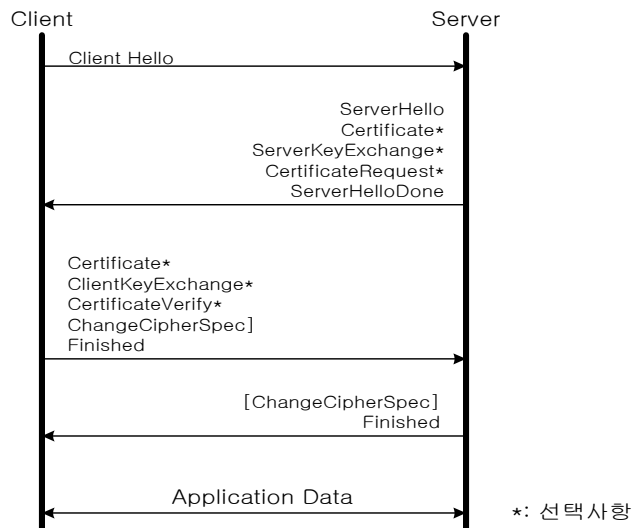 Client Server
Client Hello
ServerHello
Certificate*
ServerKeyExchange*
CertificateRequest*
ServerHelloDone
Certificate*
ClientKeyExchange*
CertificateVerify*
ChangeCipherSpec]
Finished
[ChangeCipherSpec]
Finished
Application Data
*: 선택사항